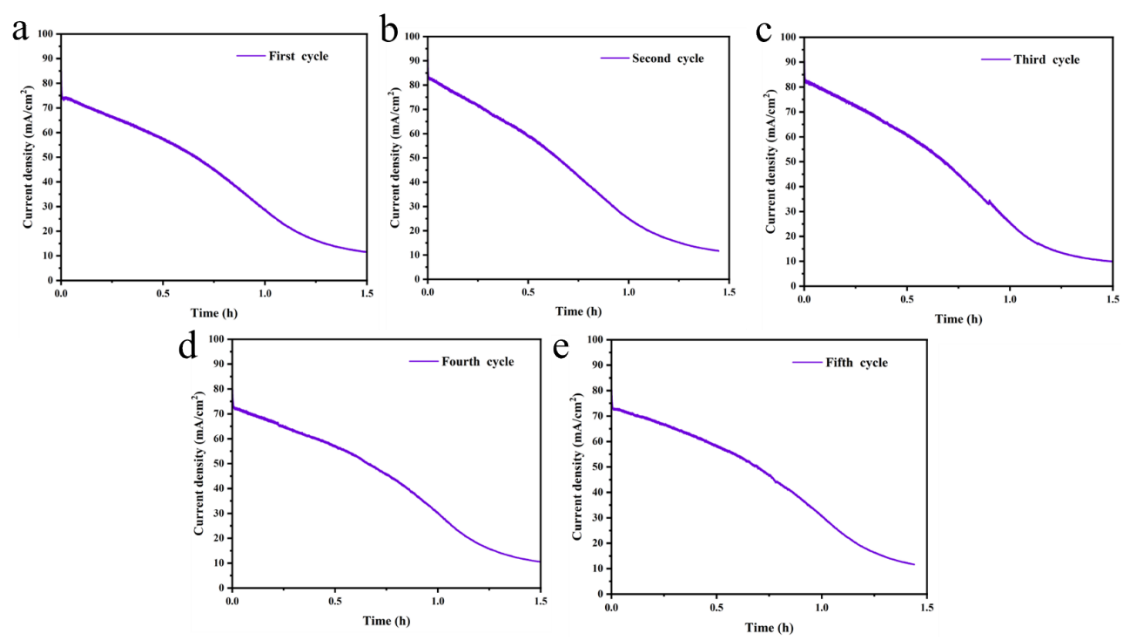 a
100
90
80
70
60
50
40
30
20
10
0
Current density (mA/cm²)
First cycle
0.0 0.5 1.0 1.5
Time (h)
b
100
90
80
70
60
50
40
30
20
10
0
Current density (mA/cm²)
Second cycle
0.0 0.5 1.0 1.5
Time (h)
c
100
90
80
70
60
50
40
30
20
10
0
Current density (mA/cm²)
Third cycle
0.0 0.5 1.0 1.5
Time (h)
d
100
90
80
70
60
50
40
30
20
10
0
Current density (mA/cm²)
Fourth cycle
0.0 0.5 1.0 1.5
Time (h)
e
100
90
80
70
60
50
40
30
20
10
0
Current density (mA/cm²)
Fifth cycle
0.0 0.5 1.0 1.5
Time (h)